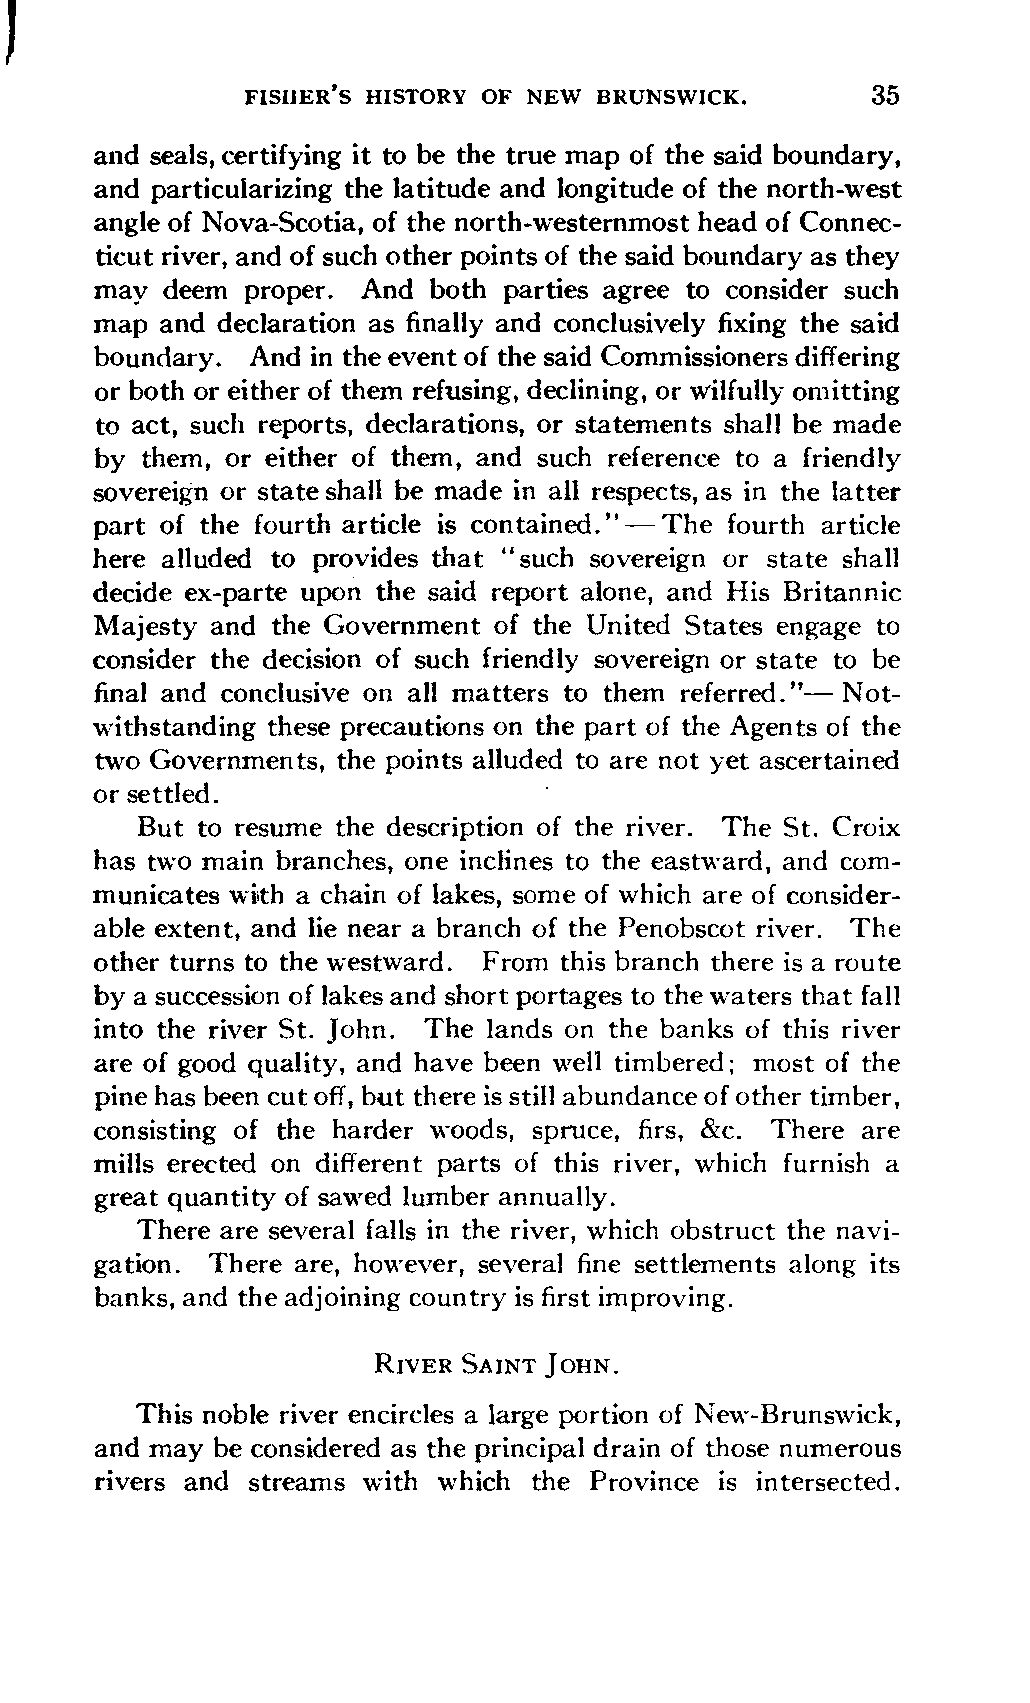 FISHER'S HISTORY OF NEW BRUNSWICK. 35
and seals, certifying it to be the true map of the said boundary,
and particularizing the latitude and longitude of the north-west
angle of Nova-Scotia, of the north-westernmost head of Connec-
ticut river, and of such other points of the said boundary as they
may deem proper. And both parties agree to consider such
map and declaration as finally and conclusively fixing the said
boundary. And in the event of the said Commissioners differing
or both or either of them refusing, declining, or wilfully omitting
to act, such reports, declarations, or statements shall be made
by them, or either of them, and such reference to a friendly
sovereign or state shall be made in all respects, as in the latter
part of the fourth article is contained." — The fourth article
here alluded to provides that "such sovereign or state shall
decide ex-parte upon the said report alone, and His Britannic
Majesty and the Government of the United States engage to
consider the decision of such friendly sovereign or state to be
final and conclusive on all matters to them referred."— Not-
withstanding these precautions on the part of the Agents of the
two Governments, the points alluded to are not yet ascertained
or settled.
But to resume the description of the river. The St. Croix
has two main branches, one inclines to the eastward, and com-
municates with a chain of lakes, some of which are of consider-
able extent, and lie near a branch of the Penobscot river. The
other turns to the westward. From this branch there is a route
by a succession of lakes and short portages to the waters that fall
into the river St. John. The lands on the banks of this river
are of good quality, and have been well timbered; most of the
pine has been cut off, but there is still abundance of other timber,
consisting of the harder woods, spruce, firs, &c. There are
mills erected on different parts of this river, which furnish a
great quantity of sawed lumber annually.
There are several falls in the river, which obstruct the navi-
gation. There are, however, several fine settlements along its
banks, and the adjoining country is first improving.
RIVER SAINT JOHN.
This noble river encircles a large portion of New-Brunswick,
and may be considered as the principal drain of those numerous
rivers and streams with which the Province is intersected.